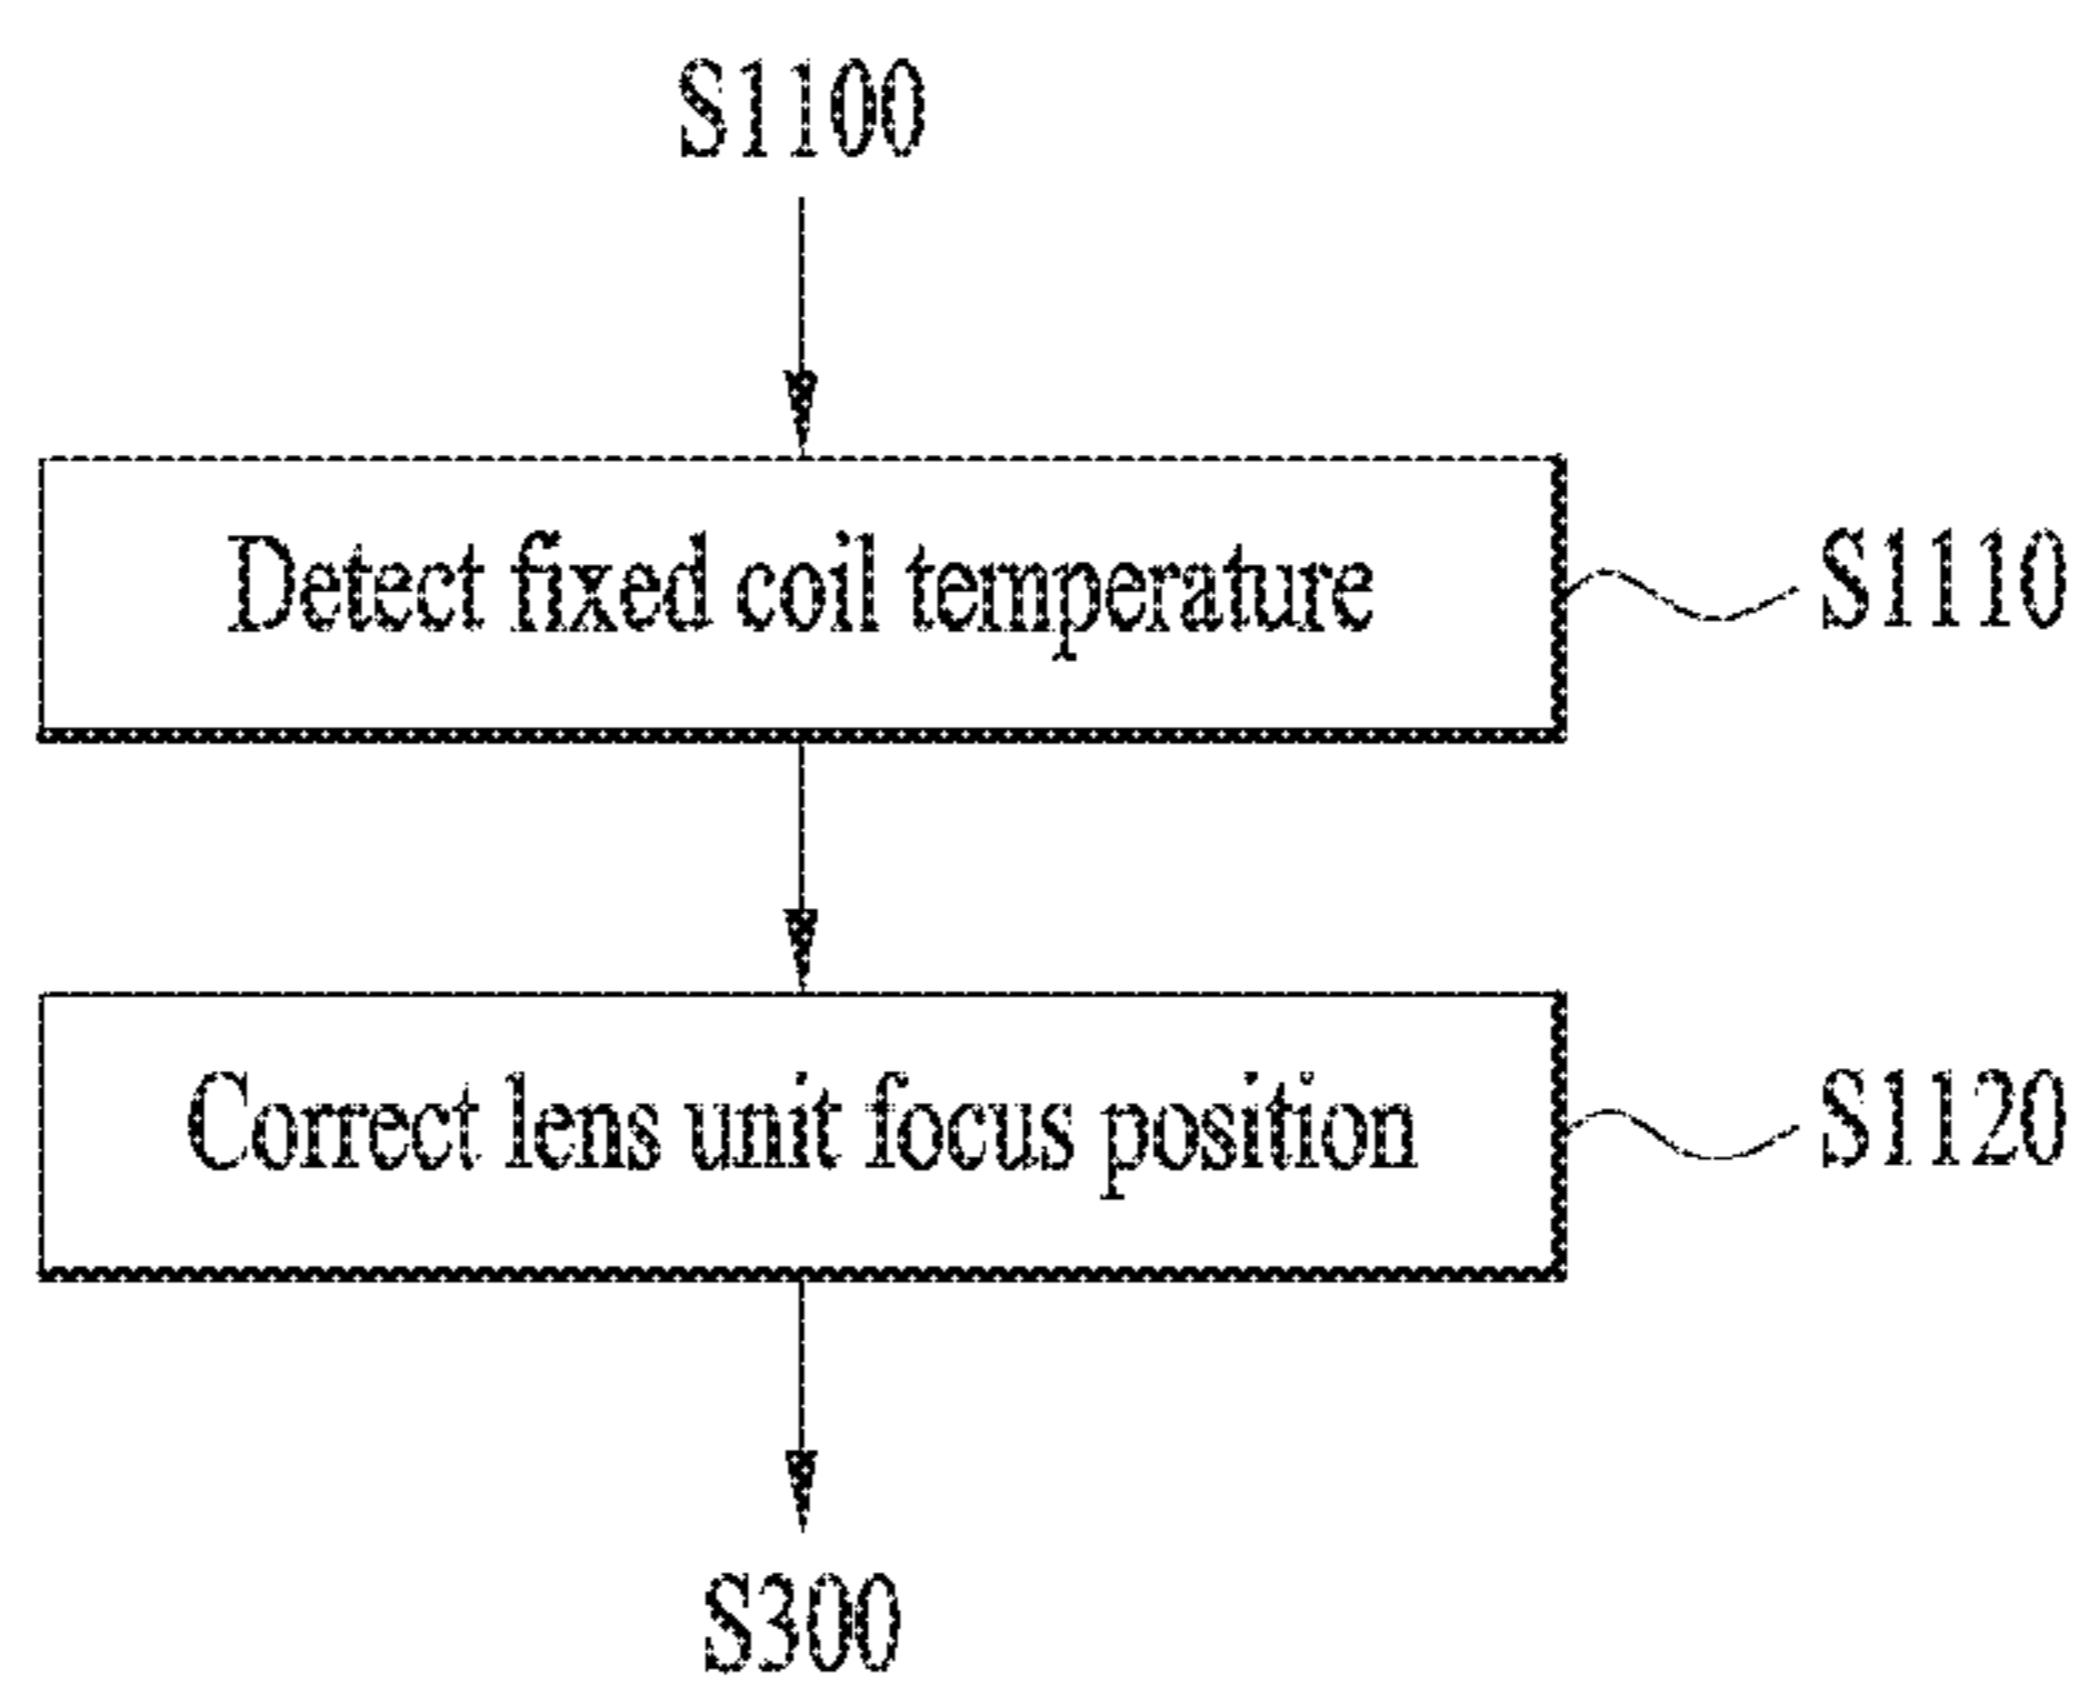 S1100
Detect fixed coil temperature
S1110
Correct lens unit focus position
S1120
S300